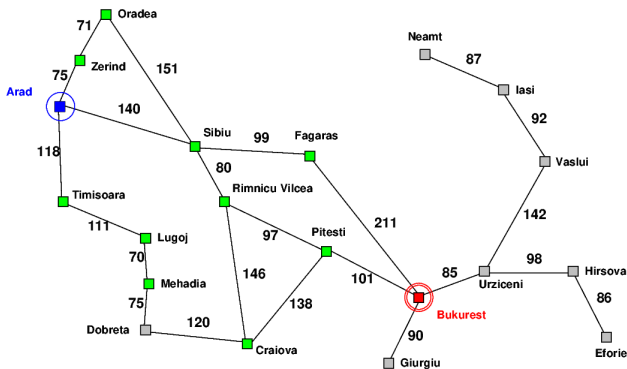 71
Oradea
Neamt
87
75
Zerind
151
Iasi
Arad
140
92
Sibiu
99
Fagaras
118
80
Vaslui
Timisoara
Rimnicu Vilcea
111
97
Pitesti
211
142
Lugoj
70
146
101
85
98
Hirsova
Mehadia
138
Urziceni
75
Bukurest
86
Dobreta
120
90
Craiova
Giurgiu
Eforie